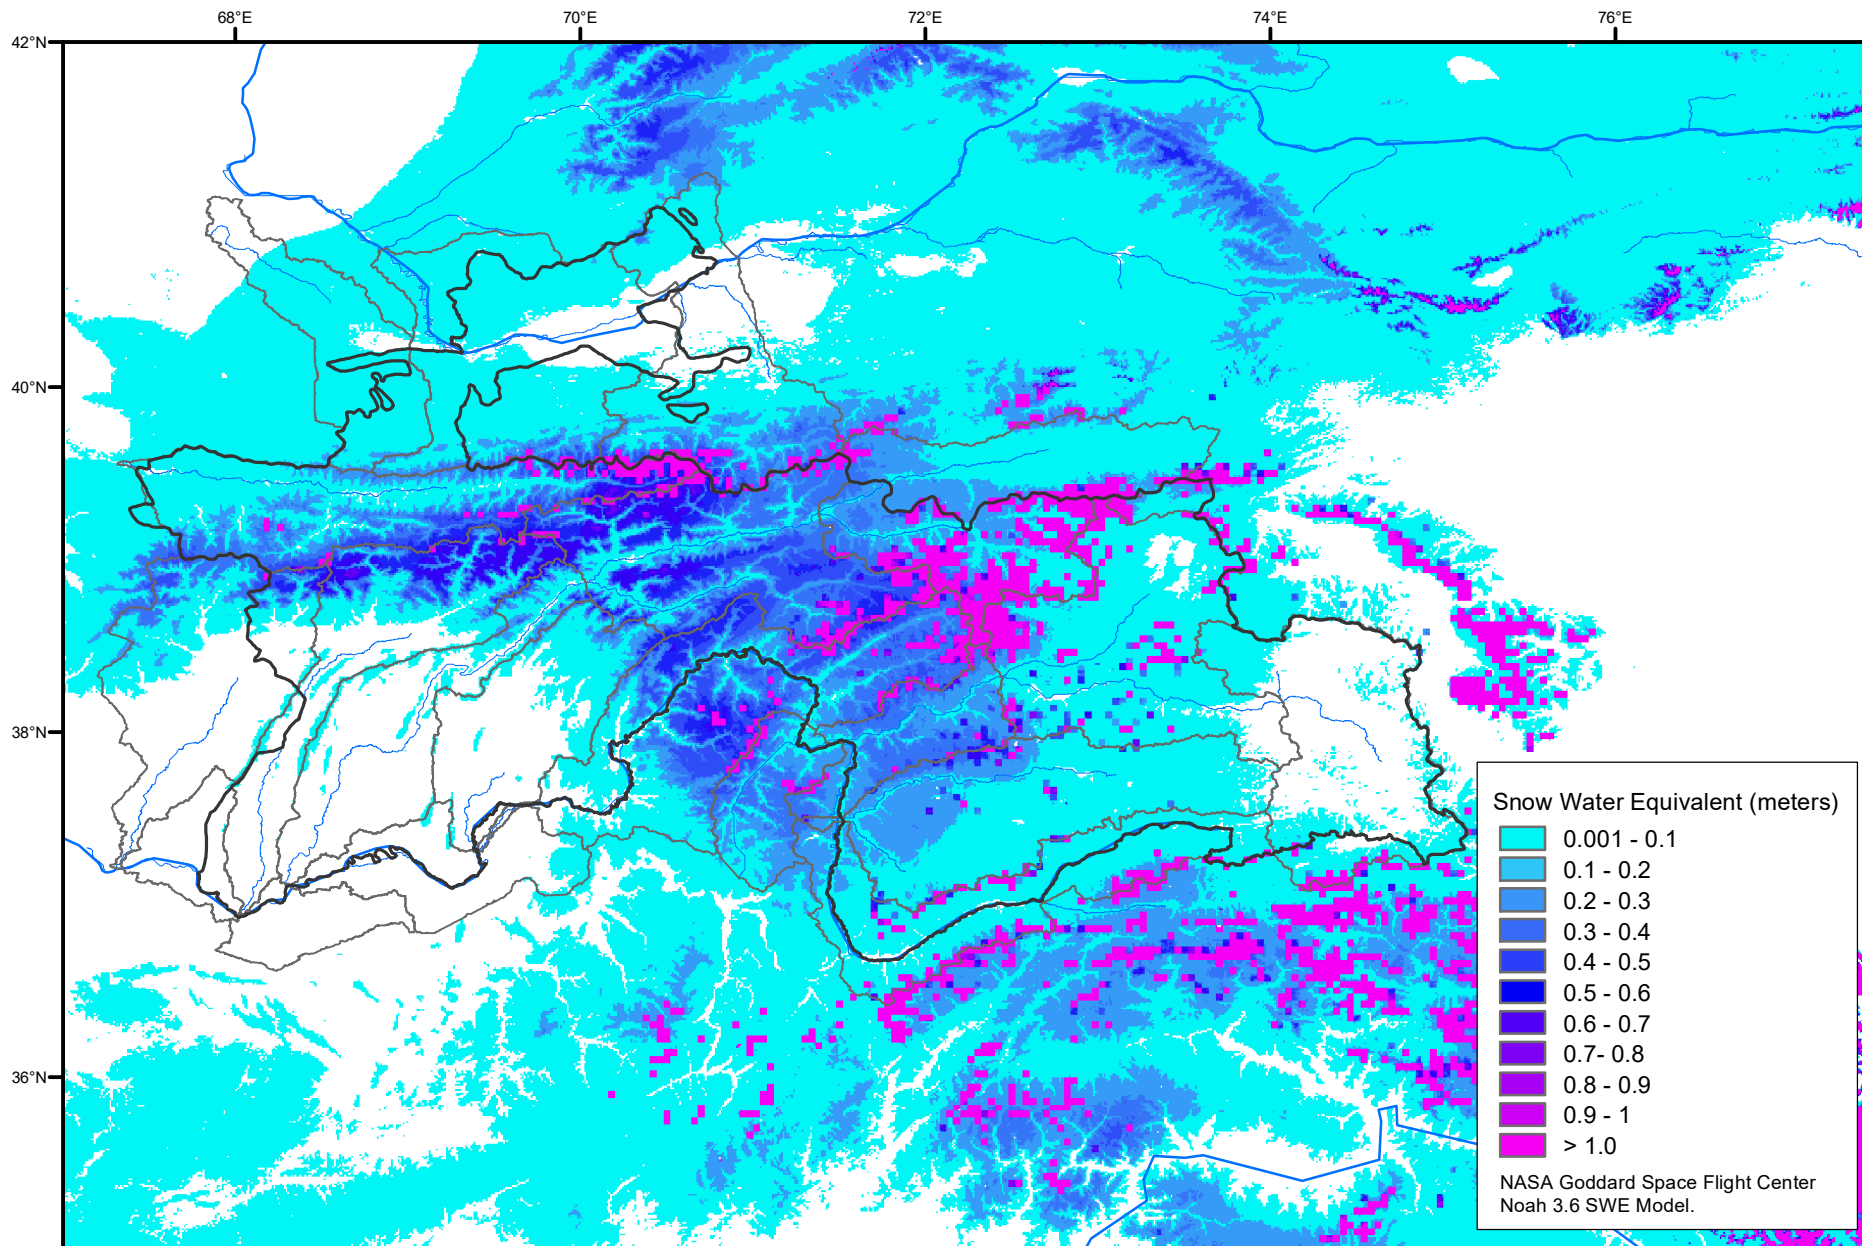 68°E
70°E
72°E
74°E
76°E
42°N
40°N
38°N
36°N
Snow Water Equivalent (meters)
0.001 - 0.1
0.1 - 0.2
0.2 - 0.3
0.3 - 0.4
0.4 - 0.5
0.5 - 0.6
0.6 - 0.7
0.7- 0.8
0.8 - 0.9
0.9 - 1
> 1.0
NASA Goddard Space Flight Center
Noah 3.6 SWE Model.